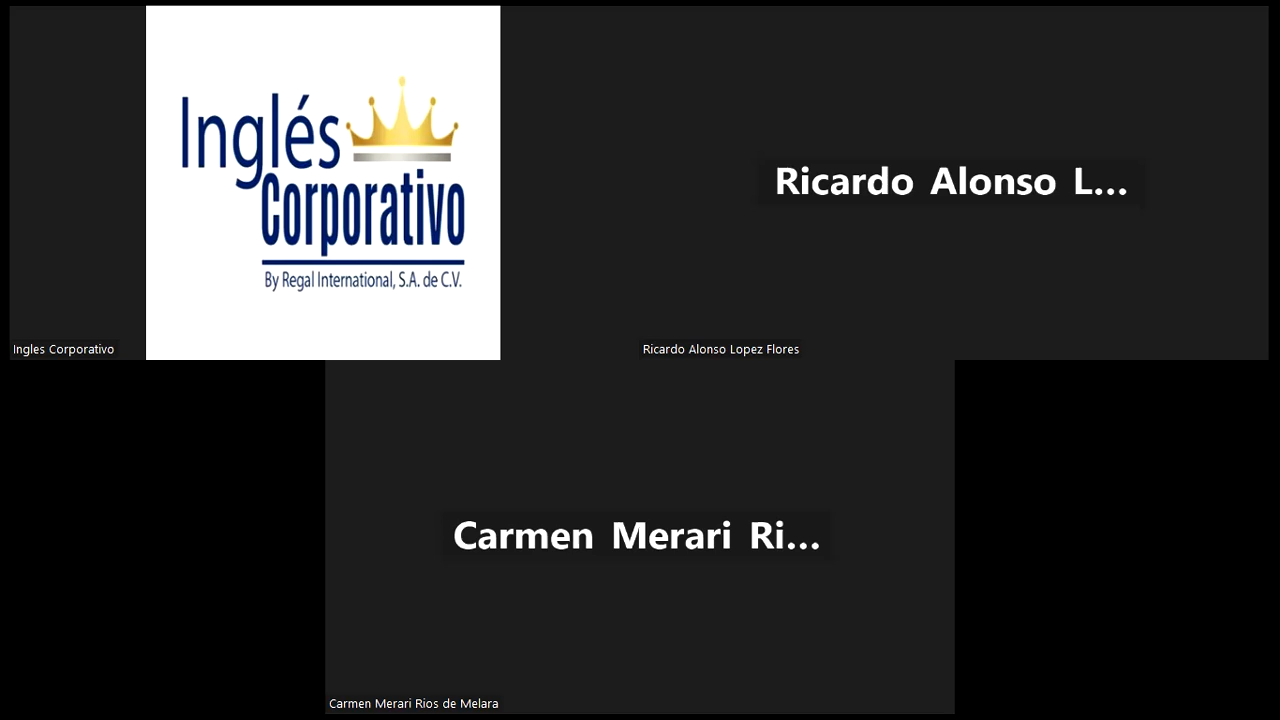 Inglés
Corporativo
By Regal International, S.A. de C.V.
Ingles Corporativo
Ricardo Alonso L...
Ricardo Alonso Lopez Flores
Carmen Merari Ri...
Carmen Merari Rios de Melara